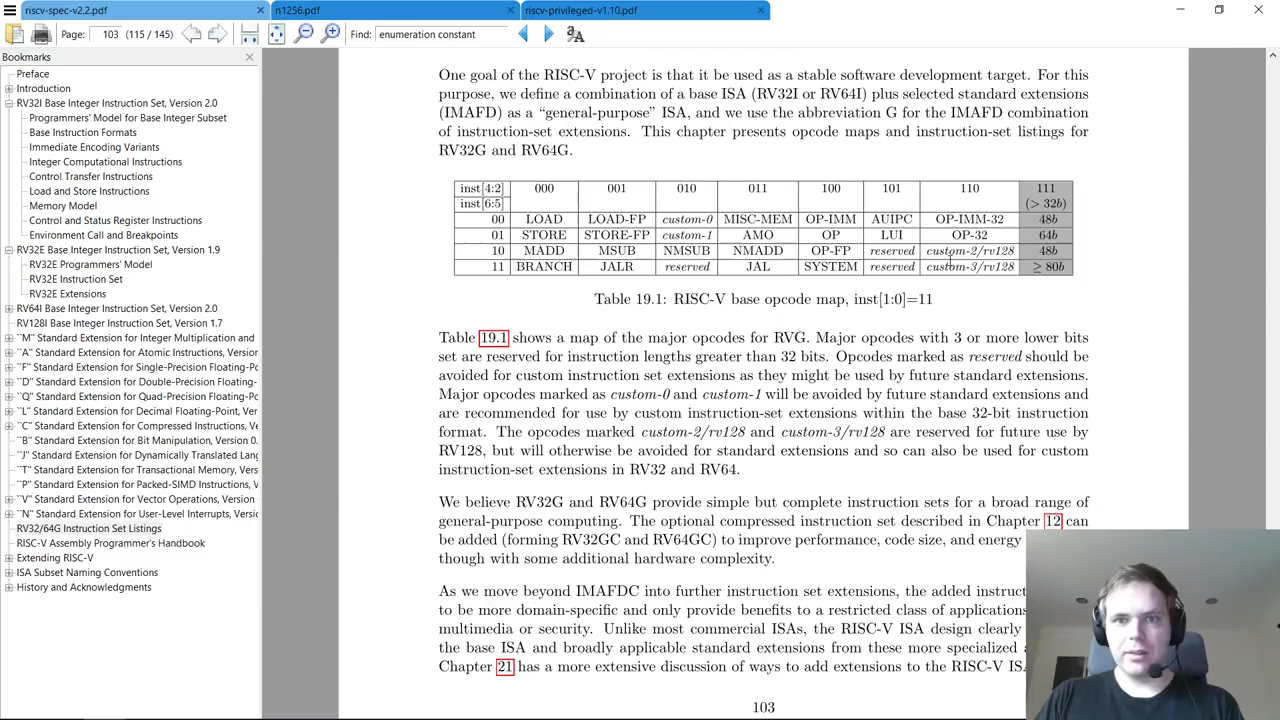 riscv-spec-v2.2.pdf
n1256.pdf
riscv-privileged-v1.10.pdf
Page: 103 (115 / 145)
Find: enumeration constant
Bookmarks
Preface
Introduction
RV32I Base Integer Instruction Set, Version 2.0
Programmers' Model for Base Integer Subset
Base Instruction Formats
Immediate Encoding Variants
Integer Computational Instructions
Control Transfer Instructions
Load and Store Instructions
Memory Model
Control and Status Register Instructions
Environment Call and Breakpoints
RV32E Base Integer Instruction Set, Version 1.9
RV32E Programmers' Model
RV32E Instruction Set
RV32E Extensions
RV64I Base Integer Instruction Set, Version 2.0
RV128I Base Integer Instruction Set, Version 1.7
``M'' Standard Extension for Integer Multiplication and
``A'' Standard Extension for Atomic Instructions, Version
``F'' Standard Extension for Single-Precision Floating-Po
``D'' Standard Extension for Double-Precision Floating-
``Q'' Standard Extension for Quad-Precision Floating-Po
``L'' Standard Extension for Decimal Floating-Point, Ver
``C'' Standard Extension for Compressed Instructions, Ve
``B'' Standard Extension for Bit Manipulation, Version 0.
``J'' Standard Extension for Dynamically Translated Lang
``T'' Standard Extension for Transactional Memory, Vers
``P'' Standard Extension for Packed-SIMD Instructions, V
``V'' Standard Extension for Vector Operations, Version
``N'' Standard Extension for User-Level Interrupts, Versio
RV32/64G Instruction Set Listings
RISC-V Assembly Programmer's Handbook
Extending RISC-V
ISA Subset Naming Conventions
History and Acknowledgments
One goal of the RISC-V project is that it be used as a stable software development target. For this
purpose, we define a combination of a base ISA (RV32I or RV64I) plus selected standard extensions
(IMAFD) as a “general-purpose” ISA, and we use the abbreviation G for the IMAFD combination
of instruction-set extensions. This chapter presents opcode maps and instruction-set listings for
RV32G and RV64G.
inst[4:2] 000 001 010 011 100 101 110 111
inst[6:5] (> 32b)
00 LOAD LOAD-FP custom-0 MISC-MEM OP-IMM AUIPC OP-IMM-32 48b
01 STORE STORE-FP custom-1 AMO OP LUI OP-32 64b
10 MADD MSUB NMSUB NMADD OP-FP reserved custom-2/rv128 48b
11 BRANCH JALR reserved JAL SYSTEM reserved custom-3/rv128 ≥ 80b
Table 19.1: RISC-V base opcode map, inst[1:0]=11
Table 19.1 shows a map of the major opcodes for RVG. Major opcodes with 3 or more lower bits
set are reserved for instruction lengths greater than 32 bits. Opcodes marked as reserved should be
avoided for custom instruction set extensions as they might be used by future standard extensions.
Major opcodes marked as custom-0 and custom-1 will be avoided by future standard extensions and
are recommended for use by custom instruction-set extensions within the base 32-bit instruction
format. The opcodes marked custom-2/rv128 and custom-3/rv128 are reserved for future use by
RV128, but will otherwise be avoided for standard extensions and so can also be used for custom
instruction-set extensions in RV32 and RV64.
We believe RV32G and RV64G provide simple but complete instruction sets for a broad range of
general-purpose computing. The optional compressed instruction set described in Chapter 12 can
be added (forming RV32GC and RV64GC) to improve performance, code size, and energy
though with some additional hardware complexity.
As we move beyond IMAFDC into further instruction set extensions, the added instruct
to be more domain-specific and only provide benefits to a restricted class of applications
multimedia or security. Unlike most commercial ISAs, the RISC-V ISA design clearly
the base ISA and broadly applicable standard extensions from these more specialized
Chapter 21 has a more extensive discussion of ways to add extensions to the RISC-V IS
103